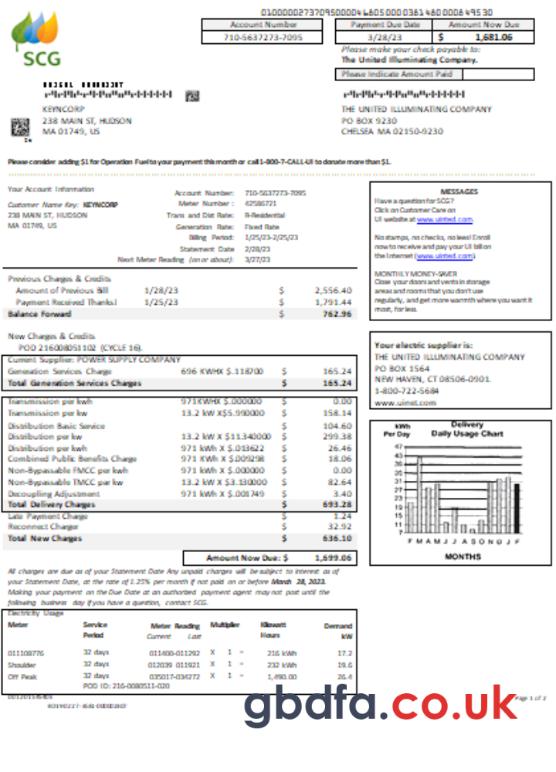 010000027370950000468050000381480000849530
Account Number Payment Due Date Amount Now Due
710-5637273-7095 3/28/23 $ 1,681.06
SCG
Please make your check payable to:
The United Illuminating Company.
Please Indicate Amount Paid
KEYNCORP
238 MAIN ST, HUDSON
MA 01749, US
THE UNITED ILLUMINATING COMPANY
PO BOX 9230
CHELSEA MA 02150-9230
Please consider adding $1 for Operation Fuel to your payment this month or call 1-800-7-CALL-UI to donate more than $1.
Your Account Information
Customer Name Key: KEYNCORP
238 MAIN ST, HUDSON
MA 01749, US
Account Number: 710-5637273-7095
Meter Number : 42586721
Trans and Dist Rate: R-Residential
Generation Rate: Fixed Rate
Billing Period: 1/25/23-2/25/23
Statement Date 2/28/23
Next Meter Reading (on or about): 3/27/23
MESSAGES
Have a question for SCG?
Click on Customer Care on
UI website at www.uinted.
No stamps, no checks, no lees! Enroll
now to receive and pay your UI bill on
the Internet (www.uinted.com)
MONTHLY MONEY-SAVER
Close your doors and vents in storage
areas and rooms that you don't use
regularly, and get more warmth where you want it
most, for less.
Previous Charges & Credits
Amount of Previous Bill 1/28/23 $ 2,556.40
Payment Received Thanks! 1/25/23 $ 1,791.44
Balance Forward $ 762.96
New Charges & Credits
POD 216008051102 (CYCLE 16).
Current Supplier: POWER SUPPLY COMPANY
Generation Services Charge 696 KWHX $.118700 $ 165.24
Total Generation Services Charges $ 165.24
Transmission per kwh 971KWHX $.000000 $ 0.00
Transmission per kw 13.2 kW X$5.990000 $ 158.14
Distribution Basic Service $ 104.60
Distribution per kw 13.2 kW X $11.340000 $ 299.38
Distribution per kwh 971 kWh X $.013622 $ 26.46
Combined Public Benefits Charge 971 KWh X $.009298 $ 18.06
Non-Bypassable FMCC per kwh 971 kWh X $.000000 $ 0.00
Non-Bypassable TMCC par kw 13.2 kW X $3.130000 $ 82.64
Decoupling Adjustment 971 kWh X $.001749 $ 3.40
Total Delivery Charges $ 693.28
Late Payment Charge $ 1.24
Reconnect Charge $ 32.92
Total New Charges $ 636.10
Amount Now Due: $ 1,699.06
Your electric supplier is:
THE UNITED ILLUMINATING COMPANY
PO BOX 1564
NEW HAVEN, CT 08506-0901.
1-800-722-5684
www.uinet.com
kWh
Per Day
Delivery
Daily Usage Chart
47
43
39
35
31
27
23
19
15
11
7
F M A M J J A S O N D J F
MONTHS
All charges are due as of your Statement Date Any unpaid charges will be subject to interest as of
your Statement Date, at the rate of 1.25% per month if not paid on or before March 28, 2023.
Making your payment on the Due Date at an authorized payment agent may not post until the
following business day if you have a question, contact SCG.
Electricity Usage
Meter Service Period Meter Reading Current Last Multiplier Kilowatt Hours Demand kW
011108776 32 days 011400-011292 X 1 = 216 kWh 17.2
Shoulder 32 days 012039 011921 X 1 = 232 kWh 19.6
Off Peak 32 days 035017-034272 X 1 = 1,490.00 26.4
POD ID: 216-0080511-020
Page 1 of 2
gbdfa.co.uk